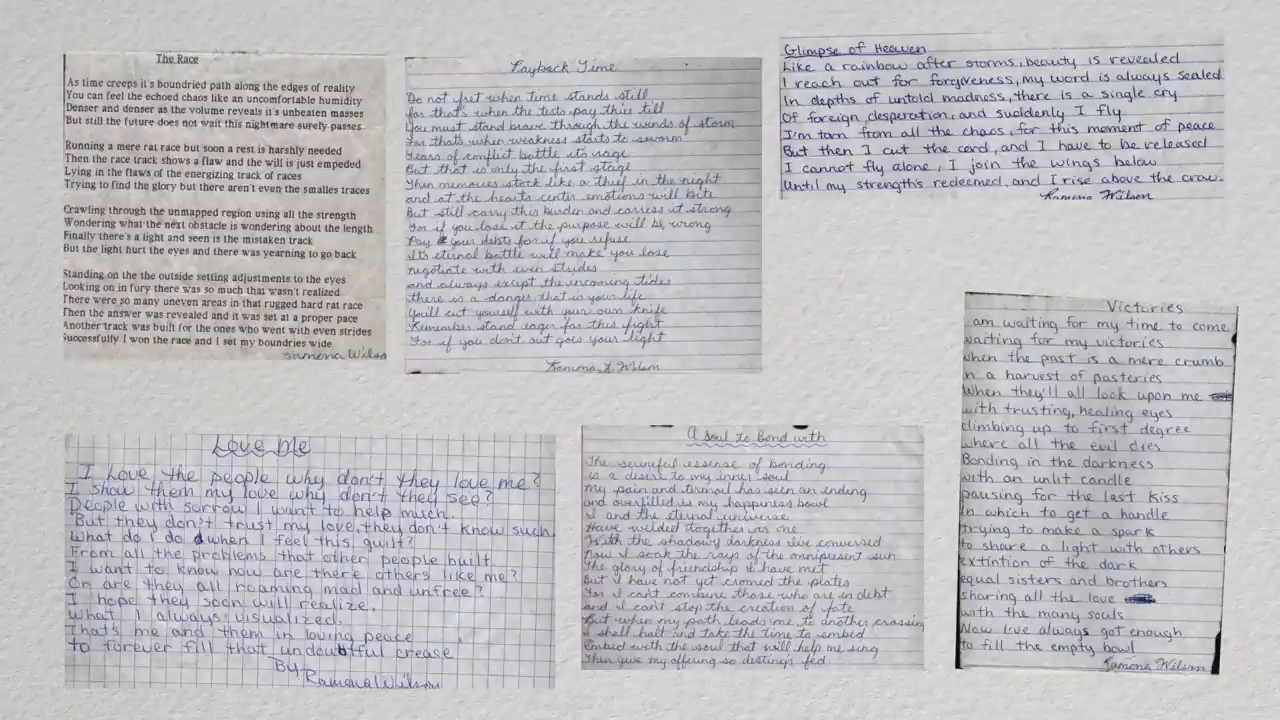 The Race
As time creeps it's boundried path along the edges of reality
You can feel the echoed chaos like an uncomfortable humidity
Denser and denser as the volume reveals it's unbeaten masses
But still the future does not wait this nightmare surely passes
Running a mere rat race but soon a rest is harshly needed
Then the race track shows a flaw and the will is just empeded
Lying in the flaws of the energizing track of races
Trying to find the glory but there aren't even the smalles traces
Crawling through the unmapped region using all the strength
Wondering what the next obstacle is wondering about the length
Finally there's a light and seen is the mistaken track
But the light hurt the eyes and there was yearning to go back
Standing on the the outside setting adjustments to the eyes
Looking on in fury there was so much that wasn't realized
There were so many uneven areas in that rugged hard rat race
Then the answer was revealed and it was set at a proper pace
Another track was built for the ones who went with even strides
Successfully I won the race and I set my boundries wide.
Ramona Wilso
Payback Time
Do not fret when time stands still
for that's when the tests pay thier till
You must stand brave through the winds of storm
For thats when weakness starts to swarm
Tears of conflict battle its rage
But that is only the first stage
Then memories stock like a thief in the night
and at the hearts center emotions will bite
But still carry this burden and carress it strong
For if you lose it the purpose will be wrong
Pay your debts for if you refuse
Its eternal battle will make you lose
negotiate with even strides
and always except the incoming tides
there is a danger that is your life
You'll cut yourself with your own knife
Remember stand eager for this fight
For if you don't out goes your light
Ramona L. Wilson
Glimpse of Heaven
Like a rainbow after storms, beauty is revealed
I reach out for forgiveness, my word is always sealed
In depths of untold madness, there is a single cry
Of foreign desperation, and suddenly I fly
I'm torn from all the chaos, for this moment of peace
But then I cut the cord, and I have to be released
I cannot fly alone, I join the wings below
Until my strength's redeemed, and I rise above the crow.
Ramona Wilson
Victories
am waiting for my time to come
waiting for my victories
when the past is a mere crumb
in a harvest of pasteries
When they'll all look upon me
with trusting, healing eyes
climbing up to first degree
where all the evil dies
Bonding in the darkness
with an unlit candle
pausing for the last kiss
in which to get a handle
trying to make a spark
to share a light with others
extintion of the dark
equal sisters and brothers
sharing all the love
with the many souls
Now I've always got enough
to fill the empty bowl
Ramona Wilson
Love Me
I Love the people why don't they love me?
I show them my love why don't they see?
People with sorrow I want to help much.
But they don't trust my love, they don't know such
What do I do when I feel this guilt?
From all the problems that other people built.
I want to know how are there others like me?
Or are they all roaming mad and unfree?
I hope they soon will realize.
What I always visualized.
That's me and them in loving peace
to forever fill that undoubtful crease
By
Ramona Wilson
A Soul to Bond with
The essense of bonding
is a desire to my inner soul
my pain and tirmol has seen an ending
and overfilled is my happiness bowl
I and the eternal universe
Have welded together as one
With the shadowy darkness I've conversed
Now I soak the rays of the omnipresent sun
The glory of friendship I have met
But I have not yet the plates
For I can't combine those who are in debt
and I can't stop the creation of fate
But when my path leads me to another crossing
I shall halt and take the time to embed
Embed with the soul that will help me sing
Then give my offering so destiny's fed.